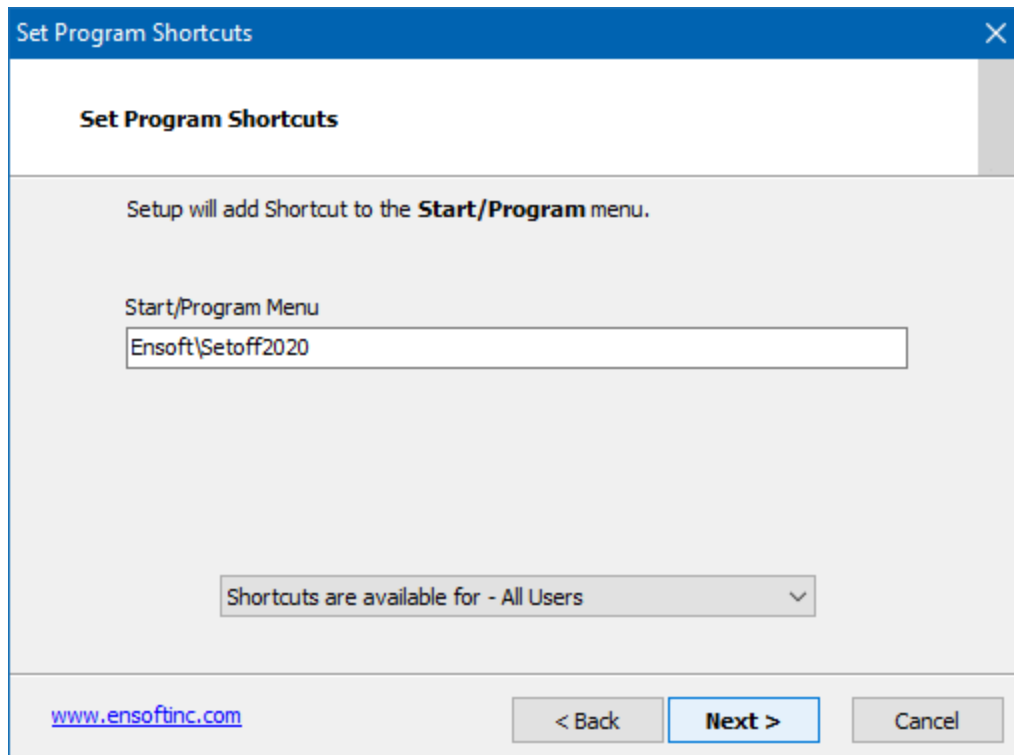 Set Program Shortcuts
Set Program Shortcuts
Setup will add Shortcut to the Start/Program menu.
Start/Program Menu
Ensoft\Setoff2020
Shortcuts are available for - All Users
www.ensoftinc.com
< Back
Next >
Cancel